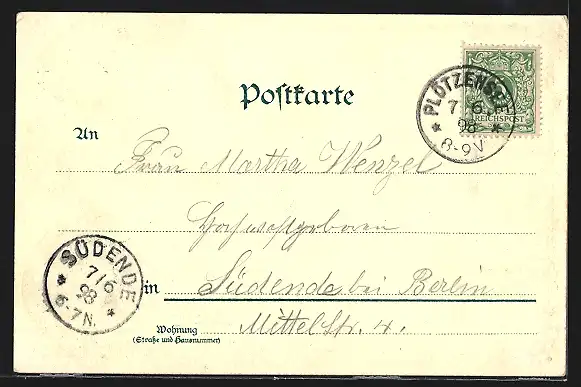 Postkarte
PLÖTZENSEE
7/6
98
8-9V
REICHSPOST
An
Frau Martha Wenzel
Hochwohlgeboren
in Südende bei Berlin
Wohnung
(Straße und Hausnummer)
Mittelstr. 4.
SÜDENDE
7/6
98
6-7N.